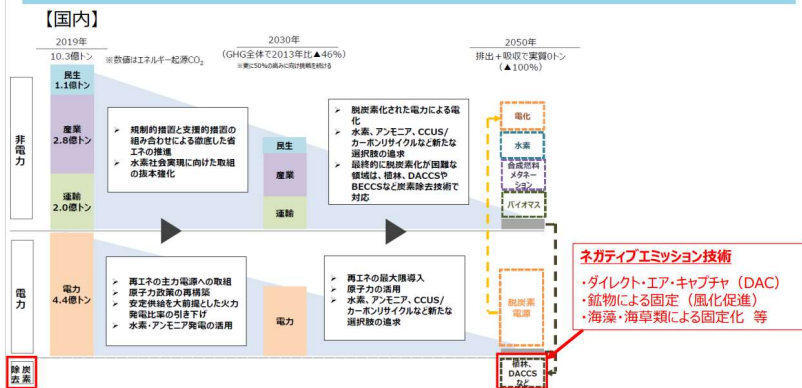 【国内】
2019年
10.3億トン
※数値はエネルギー起源CO₂
2030年
(GHG全体で2013年比▲46%)
※更に50%の高みに向け挑戦を続ける
2050年
排出+吸収で実質0トン
(▲100%)
非電力
民生
1.1億トン
産業
2.8億トン
運輸
2.0億トン
➢ 規制的措置と支援的措置の
組み合わせによる徹底した省
エネの推進
➢ 水素社会実現に向けた取組
の抜本強化
民生
産業
運輸
➢ 脱炭素化された電力による電
化
➢ 水素、アンモニア、CCUS/
カーボンリサイクルなど新たな
選択肢の追求
➢ 最終的に脱炭素化が困難な
領域は、植林、DACCSや
BECCSなど炭素除去技術で
対応
電化
水素
合成燃料
メタネー
ション
バイオマス
電力
電力
4.4億トン
➢ 再エネの主力電源への取組
➢ 原子力政策の再構築
➢ 安定供給を大前提とした火力
発電比率の引き下げ
➢ 水素・アンモニア発電の活用
電力
➢ 再エネの最大限導入
➢ 原子力の活用
➢ 水素、アンモニア、CCUS/
カーボンリサイクルなど新たな
選択肢の追求
脱炭素
電源
炭素除去
植林、
DACCS
など
ネガティブエミッション技術
・ダイレクト・エア・キャプチャ(DAC)
・鉱物による固定(風化促進)
・海藻・海草類による固定化 等